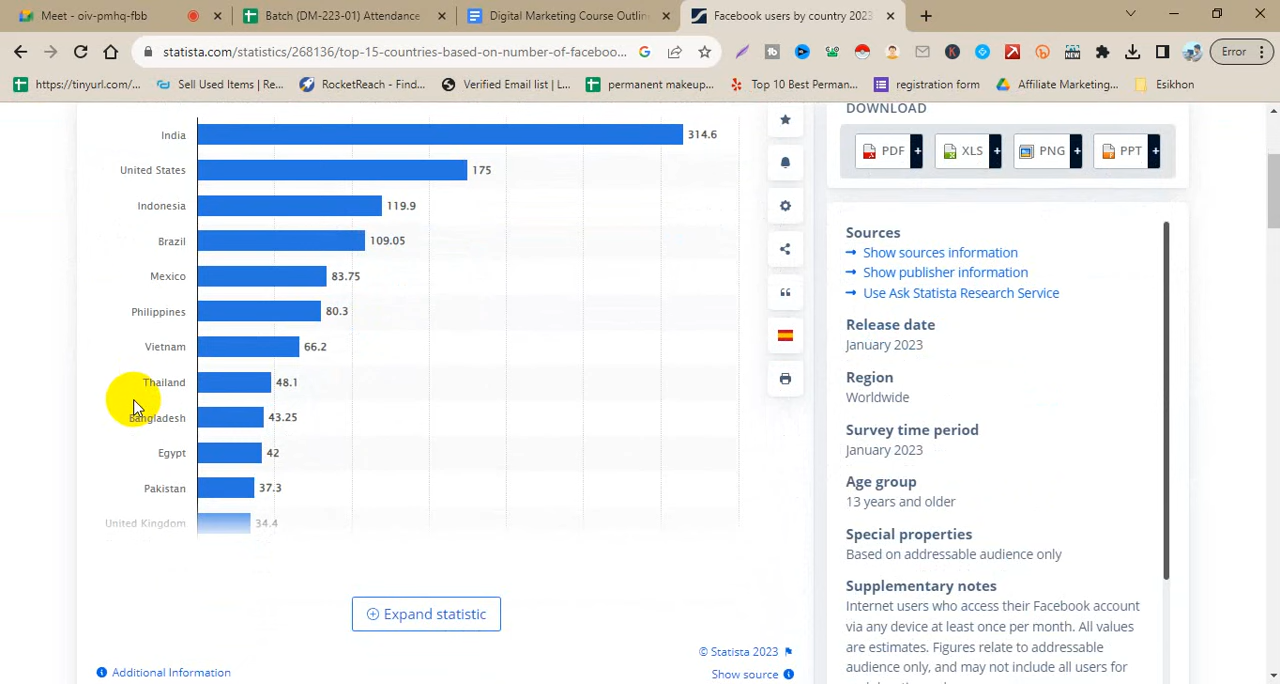 Meet - oiv-pmhq-fbb
Batch (DM-223-01) Attendance
Digital Marketing Course Outlin
Facebook users by country 2023
statista.com/statistics/268136/top-15-countries-based-on-number-of-faceboo...
Error
https://tinyurl.com/...
Sell Used Items | Re...
RocketReach - Findin...
Verified Email list | L...
permanent makeup...
Top 10 Best Perman...
registration form
Affiliate Marketing...
Esikhon
DOWNLOAD
PDF +
XLS +
PNG +
PPT +
India 314.6
United States 175
Indonesia 119.9
Brazil 109.05
Mexico 83.75
Philippines 80.3
Vietnam 66.2
Thailand 48.1
Bangladesh 43.25
Egypt 42
Pakistan 37.3
United Kingdom 34.4
Expand statistic
© Statista 2023
Additional Information
Show source
Sources
Show sources information
Show publisher information
Use Ask Statista Research Service
Release date
January 2023
Region
Worldwide
Survey time period
January 2023
Age group
13 years and older
Special properties
Based on addressable audience only
Supplementary notes
Internet users who access their Facebook account
via any device at least once per month. All values
are estimates. Figures relate to addressable
audience only, and may not include all users for